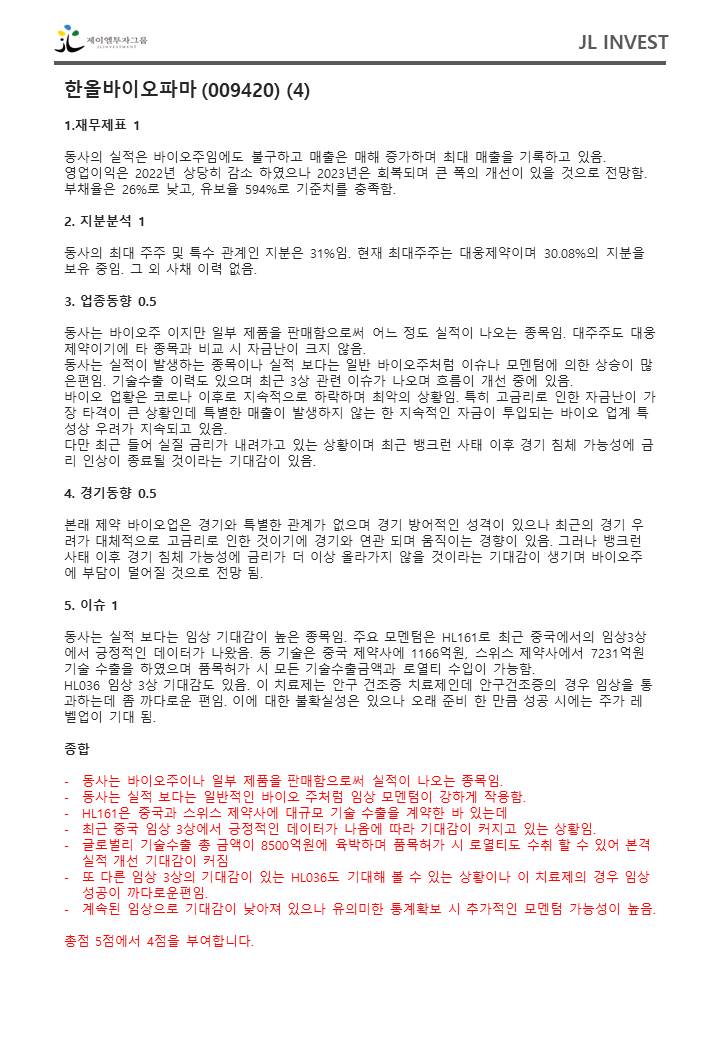 제이엘투자그룹
JLINVESTMENT
JL INVEST
한올바이오파마 (009420) (4)
1.재무제표 1
동사의 실적은 바이오주임에도 불구하고 매출은 매해 증가하며 최대 매출을 기록하고 있음.
영업이익은 2022년 상당히 감소 하였으나 2023년은 회복되며 큰 폭의 개선이 있을 것으로 전망함.
부채율은 26%로 낮고, 유보율 594%로 기준치를 충족함.
2. 지분분석 1
동사의 최대 주주 및 특수 관계인 지분은 31%임. 현재 최대주주는 대웅제약이며 30.08%의 지분을
보유 중임. 그 외 사채 이력 없음.
3. 업종동향 0.5
동사는 바이오주 이지만 일부 제품을 판매함으로써 어느 정도 실적이 나오는 종목임. 대주주도 대웅
제약이기에 타 종목과 비교 시 자금난이 크지 않음.
동사는 실적이 발생하는 종목이나 실적 보다는 일반 바이오주처럼 이슈나 모멘텀에 의한 상승이 많
은편임. 기술수출 이력도 있으며 최근 3상 관련 이슈가 나오며 흐름이 개선 중에 있음.
바이오 업황은 코로나 이후로 지속적으로 하락하며 최악의 상황임. 특히 고금리로 인한 자금난이 가
장 타격이 큰 상황인데 특별한 매출이 발생하지 않는 한 지속적인 자금이 투입되는 바이오 업계 특
성상 우려가 지속되고 있음.
다만 최근 들어 실질 금리가 내려가고 있는 상황이며 최근 뱅크런 사태 이후 경기 침체 가능성에 금
리 인상이 종료될 것이라는 기대감이 있음.
4. 경기동향 0.5
본래 제약 바이오업은 경기와 특별한 관계가 없으며 경기 방어적인 성격이 있으나 최근의 경기 우
려가 대체적으로 고금리로 인한 것이기에 경기와 연관 되며 움직이는 경향이 있음. 그러나 뱅크런
사태 이후 경기 침체 가능성에 금리가 더 이상 올라가지 않을 것이라는 기대감이 생기며 바이오주
에 부담이 덜어질 것으로 전망 됨.
5. 이슈 1
동사는 실적 보다는 임상 기대감이 높은 종목임. 주요 모멘텀은 HL161로 최근 중국에서의 임상3상
에서 긍정적인 데이터가 나왔음. 동 기술은 중국 제약사에 1166억원, 스위스 제약사에서 7231억원
기술 수출을 하였으며 품목허가 시 모든 기술수출금액과 로열티 수입이 가능함.
HL036 임상 3상 기대감도 있음. 이 치료제는 안구 건조증 치료제인데 안구건조증의 경우 임상을 통
과하는데 좀 까다로운 편임. 이에 대한 불확실성은 있으나 오래 준비 한 만큼 성공 시에는 주가 레
벨업이 기대 됨.
종합
- 동사는 바이오주이나 일부 제품을 판매함으로써 실적이 나오는 종목임.
- 동사는 실적 보다는 일반적인 바이오 주처럼 임상 모멘텀이 강하게 작용함.
- HL161은 중국과 스위스 제약사에 대규모 기술 수출을 계약한 바 있는데
- 최근 중국 임상 3상에서 긍정적인 데이터가 나옴에 따라 기대감이 커지고 있는 상황임.
- 글로벌리 기술수출 총 금액이 8500억원에 육박하며 품목허가 시 로열티도 수취 할 수 있어 본격
실적 개선 기대감이 커짐
- 또 다른 임상 3상의 기대감이 있는 HL036도 기대해 볼 수 있는 상황이나 이 치료제의 경우 임상
성공이 까다로운편임.
- 계속된 임상으로 기대감이 낮아져 있으나 유의미한 통계확보 시 추가적인 모멘텀 가능성이 높음.
총점 5점에서 4점을 부여합니다.